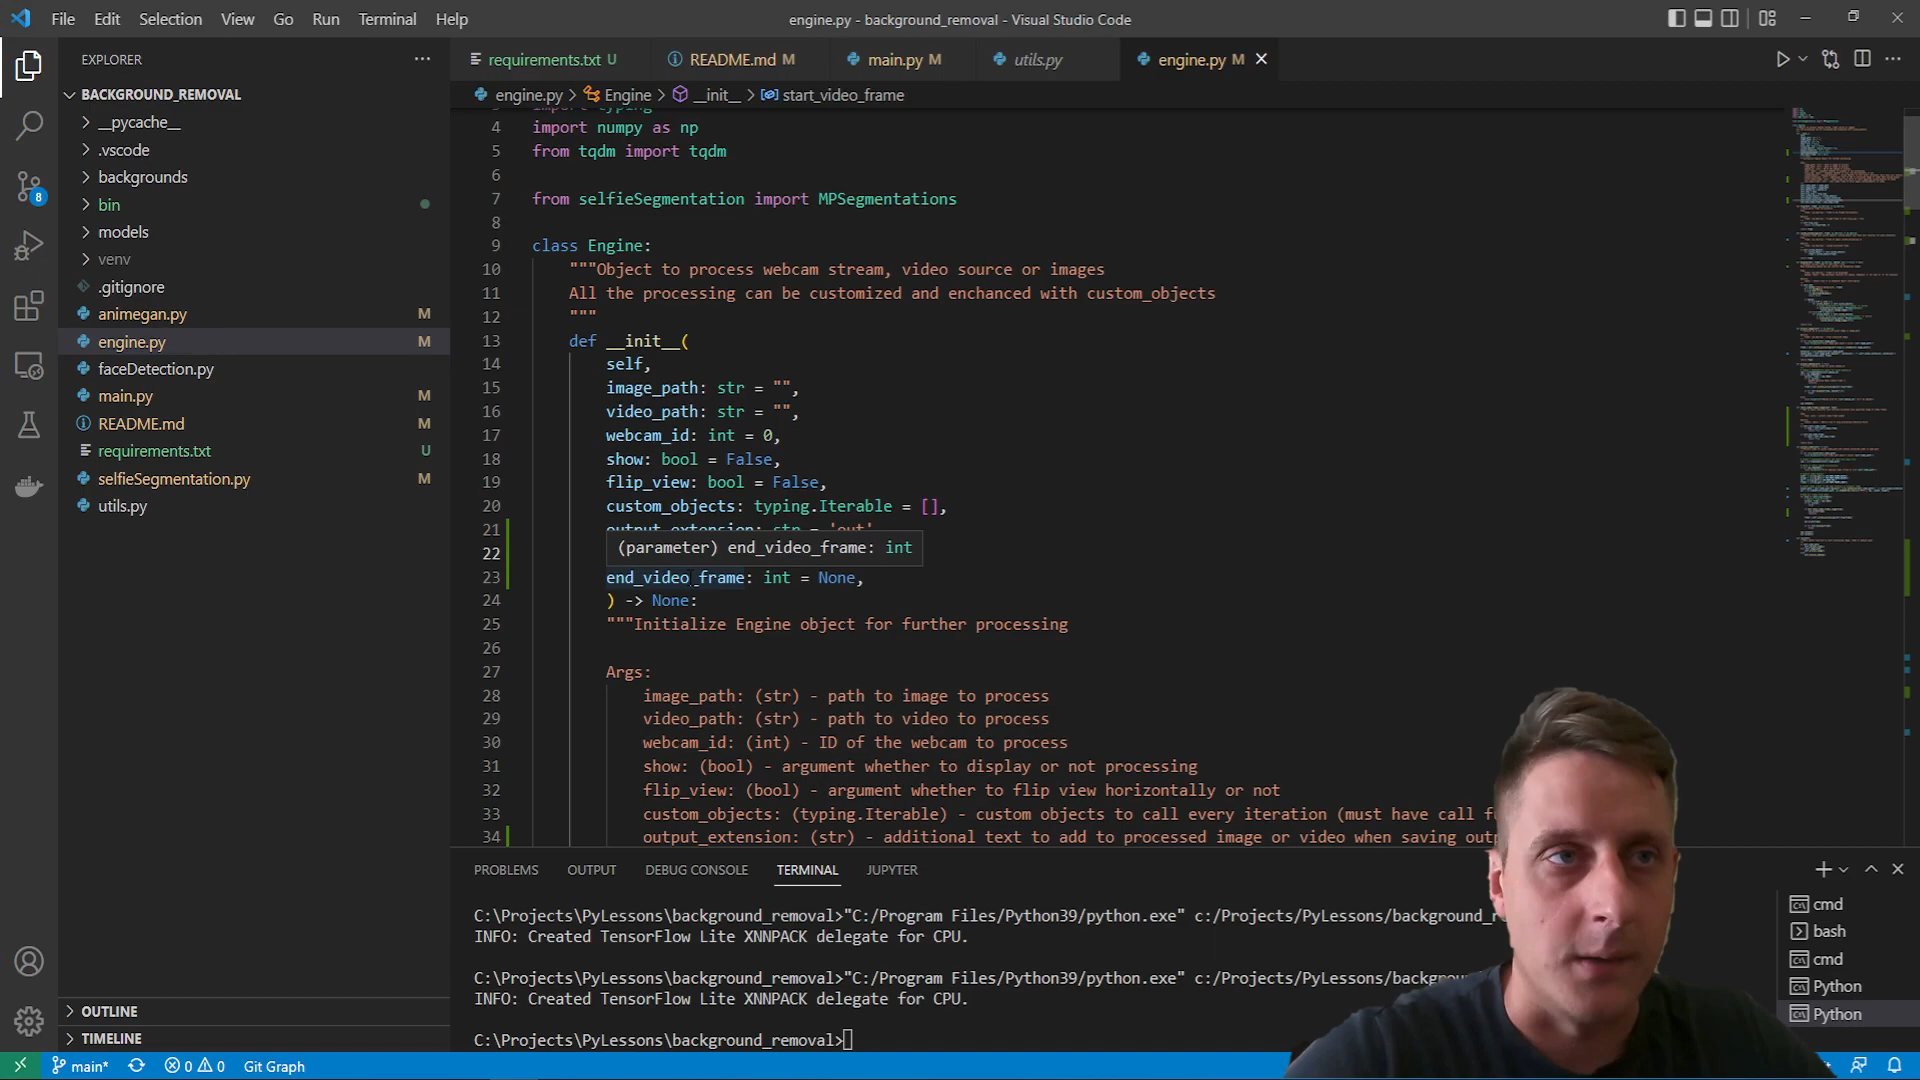 File Edit Selection View Go Run Terminal Help
engine.py - background_removal - Visual Studio Code
EXPLORER
BACKGROUND_REMOVAL
__pycache__
.vscode
backgrounds
bin
models
venv
.gitignore
animegan.py M
engine.py M
faceDetection.py
main.py M
README.md M
requirements.txt U
selfieSegmentation.py M
utils.py
OUTLINE
TIMELINE
8
requirements.txt U
README.md M
main.py M
utils.py
engine.py M
engine.py > Engine > __init__ > start_video_frame
import typing
4 import numpy as np
5 from tqdm import tqdm
6
7 from selfieSegmentation import MPSegmentations
8
9 class Engine:
10 """Object to process webcam stream, video source or images
11 All the processing can be customized and enchanced with custom_objects
12 """
13 def __init__(
14 self,
15 image_path: str = "",
16 video_path: str = "",
17 webcam_id: int = 0,
18 show: bool = False,
19 flip_view: bool = False,
20 custom_objects: typing.Iterable = [],
21 output_extension: str = 'out',
22 (parameter) end_video_frame: int
23 end_video_frame: int = None,
24 ) -> None:
25 """Initialize Engine object for further processing
26
27 Args:
28 image_path: (str) - path to image to process
29 video_path: (str) - path to video to process
30 webcam_id: (int) - ID of the webcam to process
31 show: (bool) - argument whether to display or not processing
32 flip_view: (bool) - argument whether to flip view horizontally or not
33 custom_objects: (typing.Iterable) - custom objects to call every iteration (must have call f
34 output_extension: (str) - additional text to add to processed image or video when saving outp
PROBLEMS OUTPUT DEBUG CONSOLE TERMINAL JUPYTER
C:\Projects\PyLessons\background_removal>"C:/Program Files/Python39/python.exe" c:/Projects/PyLessons/background_r
INFO: Created TensorFlow Lite XNNPACK delegate for CPU.
C:\Projects\PyLessons\background_removal>"C:/Program Files/Python39/python.exe" c:/Projects/PyLessons/backg
INFO: Created TensorFlow Lite XNNPACK delegate for CPU.
C:\Projects\PyLessons\background_removal>
cmd
bash
cmd
Python
Python
main* 0 0 Git Graph